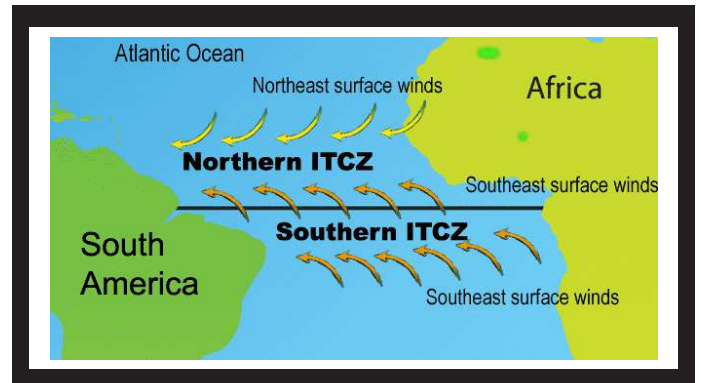 Atlantic Ocean
Northeast surface winds
Africa
Northern ITCZ
Southeast surface winds
Southern ITCZ
South
America
Southeast surface winds